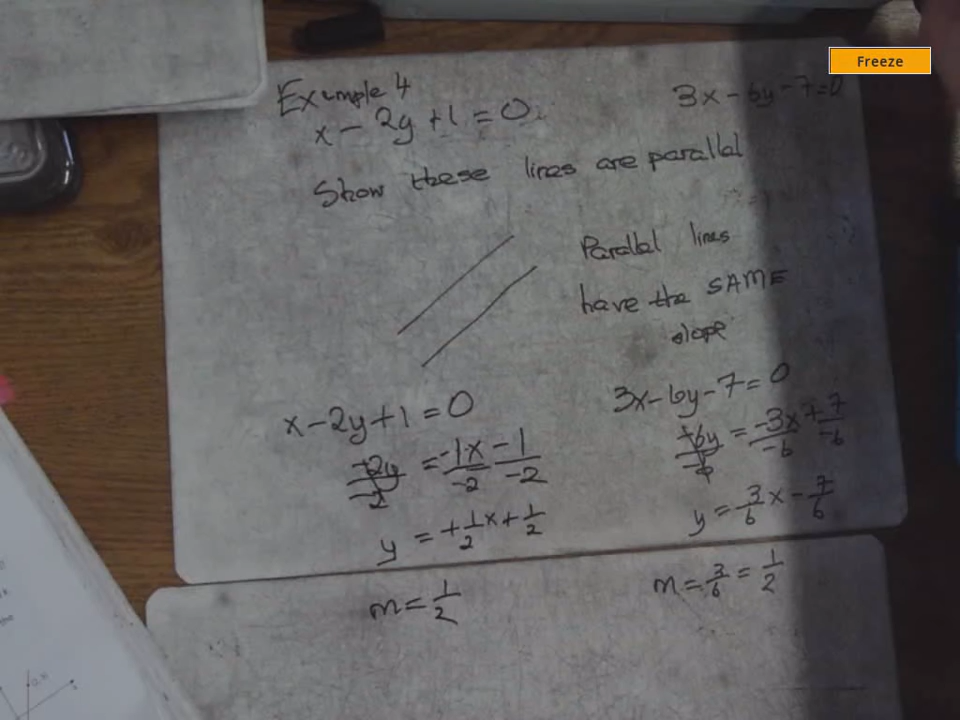 Freeze
Example 4
x - 2y + 1 = 0
3x - 6y - 7 = 0
Show these lines are parallel
Parallel lines
have the SAME
slope
x - 2y + 1 = 0
-2y/-2 = -1x/-2 - 1/-2
y = +1/2 x + 1/2
m = 1/2
3x - 6y - 7 = 0
-6y/-6 = -3x/-6 + 7/-6
y = 3/6 x - 7/6
m = 3/6 = 1/2